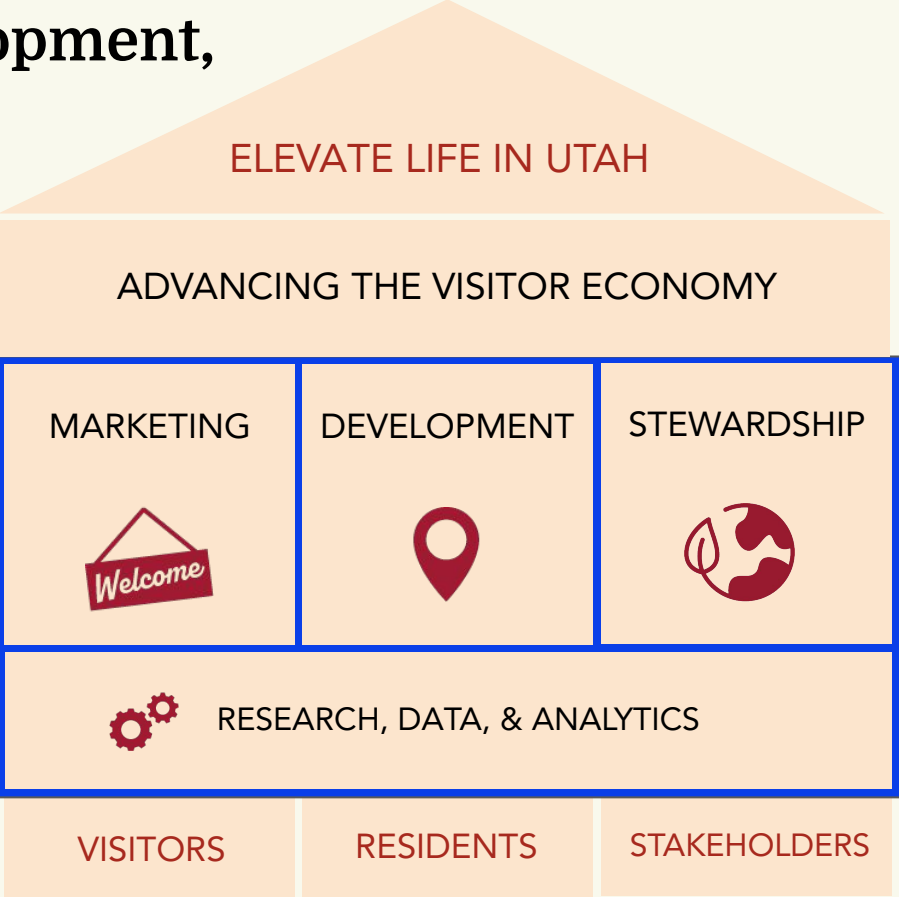 opment,
ELEVATE LIFE IN UTAH
ADVANCING THE VISITOR ECONOMY
MARKETING
DEVELOPMENT
STEWARDSHIP
Welcome
RESEARCH, DATA, & ANALYTICS
VISITORS
RESIDENTS
STAKEHOLDERS